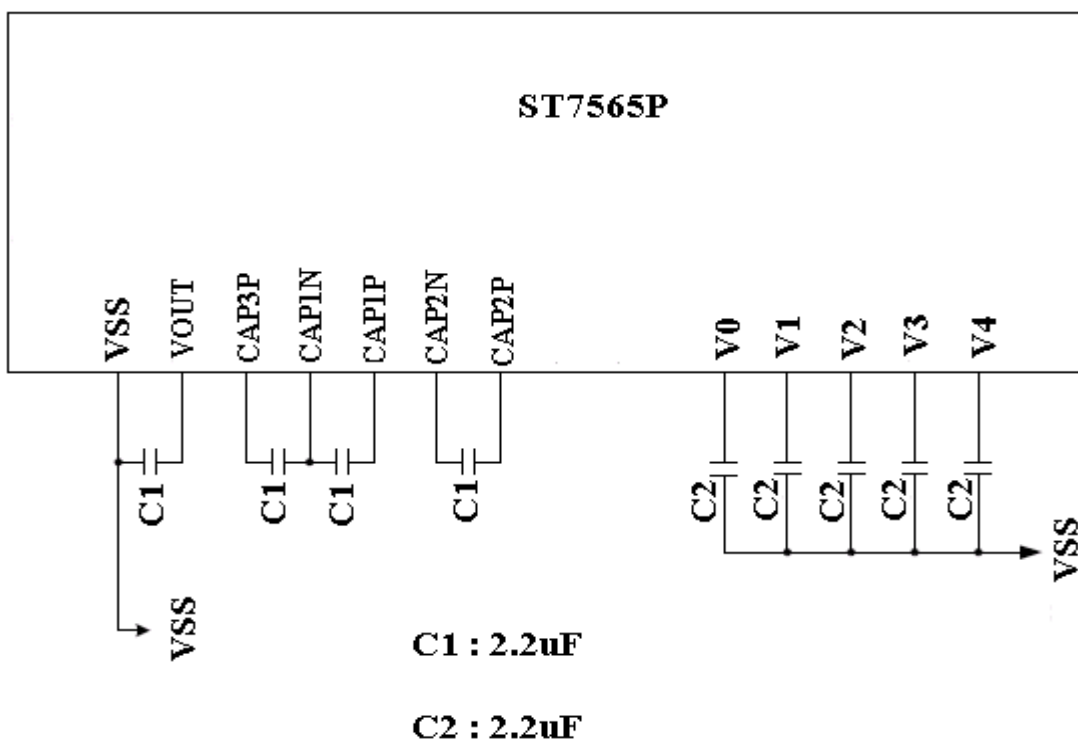 ST7565P
VSS
VOUT
CAP3P
CAP1N
CAP1P
CAP2N
CAP2P
V0
V1
V2
V3
V4
C1
C1
C1
C1
C2
C2
C2
C2
C2
VSS
VSS
C1 : 2.2uF
C2 : 2.2uF